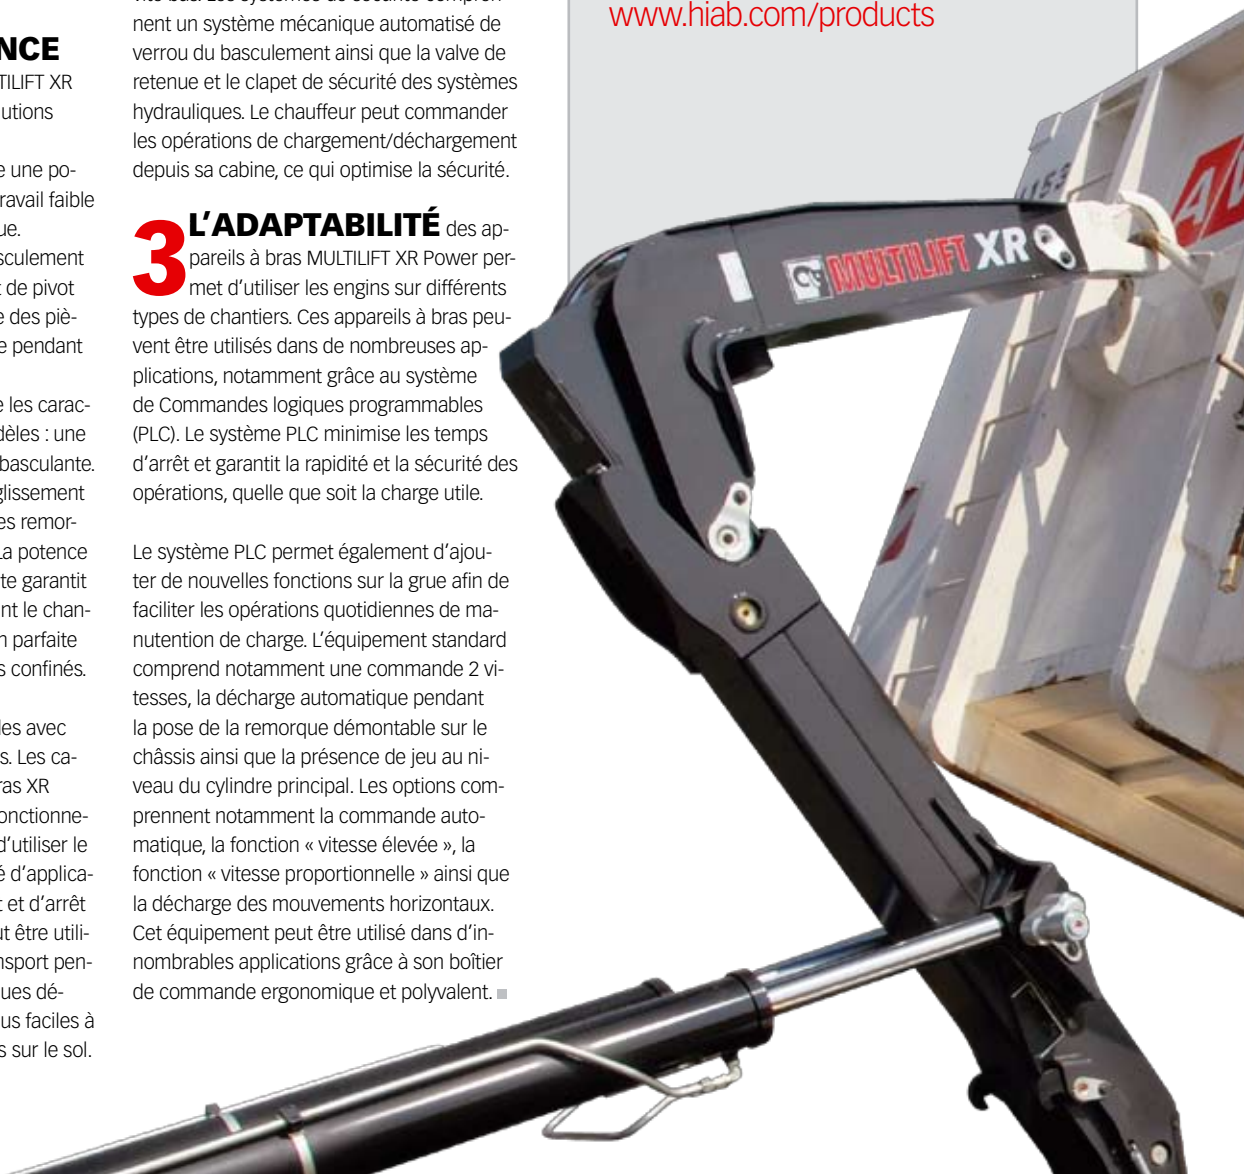 NCE
TILIFT XR
utions
e une po-
ravail faible
ue.
sculement
t de pivot
e des piè-
e pendant
e les carac-
dèles : une
basculante.
glissement
es remor-
La potence
te garantit
nt le chan-
n parfaite
s confinés.
les avec
s. Les ca-
ras XR
onctionne-
d’utiliser le
é d’applica-
t et d’arrêt
ut être utili-
nsport pen-
ues dé-
us faciles à
s sur le sol.
nent un système mécanique automatisé de
verrou du basculement ainsi que la valve de
retenue et le clapet de sécurité des systèmes
hydrauliques. Le chauffeur peut commander
les opérations de chargement/déchargement
depuis sa cabine, ce qui optimise la sécurité.
3 L’ADAPTABILITÉ des ap-
pareils à bras MULTILIFT XR Power per-
met d’utiliser les engins sur différents
types de chantiers. Ces appareils à bras peu-
vent être utilisés dans de nombreuses ap-
plications, notamment grâce au système
de Commandes logiques programmables
(PLC). Le système PLC minimise les temps
d’arrêt et garantit la rapidité et la sécurité des
opérations, quelle que soit la charge utile.
Le système PLC permet également d’ajou-
ter de nouvelles fonctions sur la grue afin de
faciliter les opérations quotidiennes de ma-
nutention de charge. L’équipement standard
comprend notamment une commande 2 vi-
tesses, la décharge automatique pendant
la pose de la remorque démontable sur le
châssis ainsi que la présence de jeu au ni-
veau du cylindre principal. Les options com-
prennent notamment la commande auto-
matique, la fonction « vitesse élevée », la
fonction « vitesse proportionnelle » ainsi que
la décharge des mouvements horizontaux.
Cet équipement peut être utilisé dans d’in-
nombrables applications grâce à son boîtier
de commande ergonomique et polyvalent.
www.hiab.com/products
MULTILIFT XR